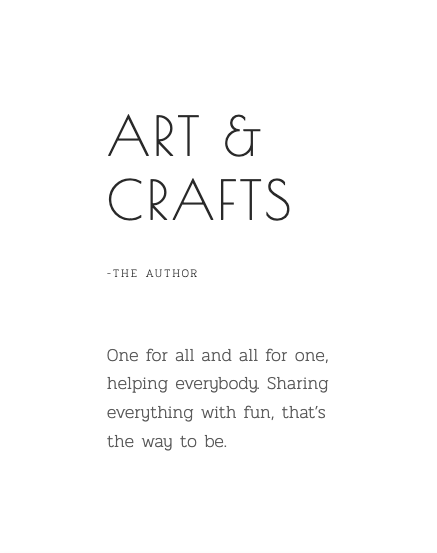 ART &
CRAFTS
-THE AUTHOR
One for all and all for one,
helping everybody. Sharing
everything with fun, that's
the way to be.